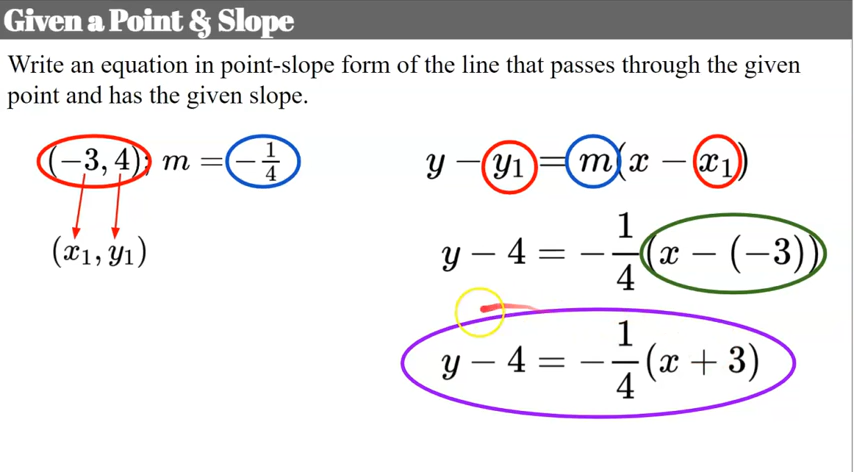 Given a Point & Slope
Write an equation in point-slope form of the line that passes through the given
point and has the given slope.
(−3, 4); m = −1/4
(x₁, y₁)
y − y₁ = m(x − x₁)
y − 4 = −1/4(x − (−3))
y − 4 = −1/4(x + 3)